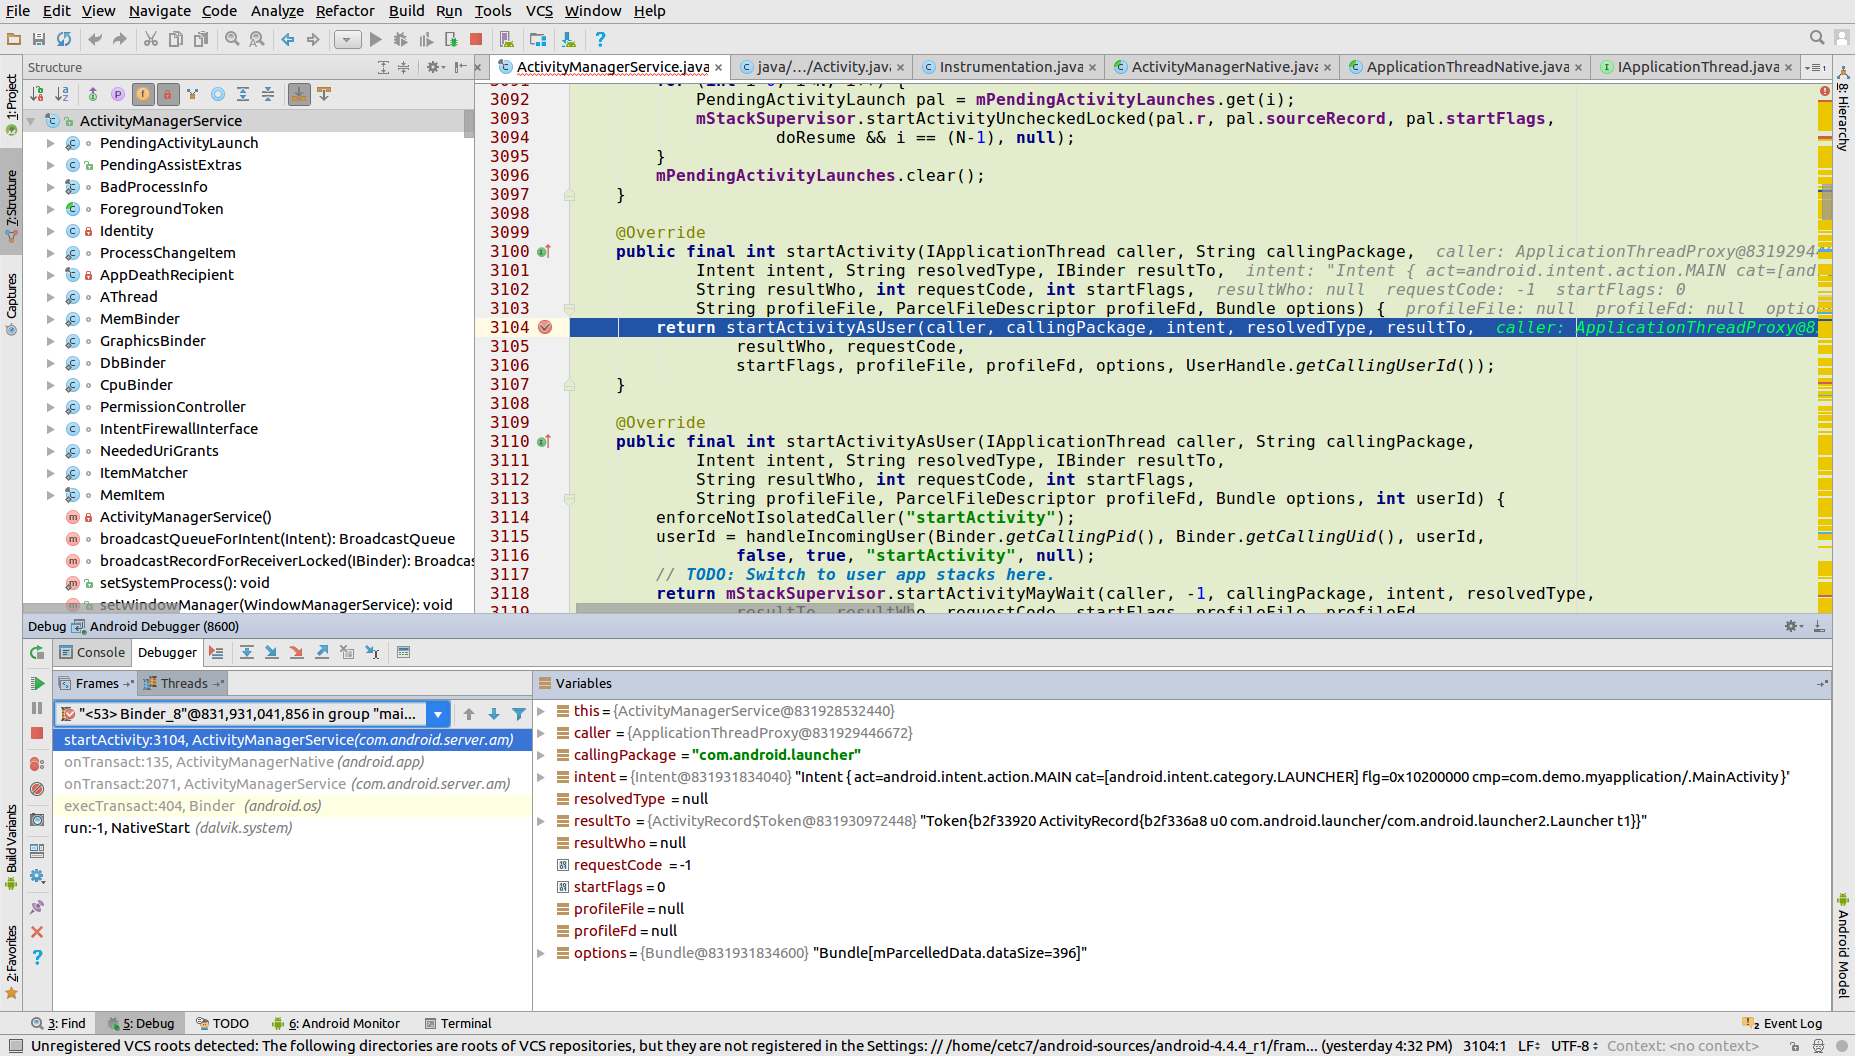 File Edit View Navigate Code Analyze Refactor Build Run Tools VCS Window Help
Structure
ActivityManagerService.java
java/.../Activity.java
Instrumentation.java
ActivityManagerNative.java
ApplicationThreadNative.java
IApplicationThread.java
1: Project
7: Structure
Captures
Build Variants
2: Favorites
8: Hierarchy
Android Model
ActivityManagerService
PendingActivityLaunch
PendingAssistExtras
BadProcessInfo
ForegroundToken
Identity
ProcessChangeItem
AppDeathRecipient
AThread
MemBinder
GraphicsBinder
DbBinder
CpuBinder
PermissionController
IntentFirewallInterface
NeededUriGrants
ItemMatcher
MemItem
ActivityManagerService()
broadcastQueueForIntent(Intent): BroadcastQueue
broadcastRecordForReceiverLocked(IBinder): Broadcas
setSystemProcess(): void
setWindowManager(WindowManagerService): void
3092 PendingActivityLaunch pal = mPendingActivityLaunches.get(i);
3093 mStackSupervisor.startActivityUncheckedLocked(pal.r, pal.sourceRecord, pal.startFlags,
3094 doResume && i == (N-1), null);
3095 }
3096 mPendingActivityLaunches.clear();
3097 }
3098
3099 @Override
3100 public final int startActivity(IApplicationThread caller, String callingPackage, caller: ApplicationThreadProxy@8319294
3101 Intent intent, String resolvedType, IBinder resultTo, intent: "Intent { act=android.intent.action.MAIN cat=[and
3102 String resultWho, int requestCode, int startFlags, resultWho: null requestCode: -1 startFlags: 0
3103 String profileFile, ParcelFileDescriptor profileFd, Bundle options) { profileFile: null profileFd: null optio
3104 return startActivityAsUser(caller, callingPackage, intent, resolvedType, resultTo, caller: ApplicationThreadProxy@8
3105 resultWho, requestCode,
3106 startFlags, profileFile, profileFd, options, UserHandle.getCallingUserId());
3107 }
3108
3109 @Override
3110 public final int startActivityAsUser(IApplicationThread caller, String callingPackage,
3111 Intent intent, String resolvedType, IBinder resultTo,
3112 String resultWho, int requestCode, int startFlags,
3113 String profileFile, ParcelFileDescriptor profileFd, Bundle options, int userId) {
3114 enforceNotIsolatedCaller("startActivity");
3115 userId = handleIncomingUser(Binder.getCallingPid(), Binder.getCallingUid(), userId,
3116 false, true, "startActivity", null);
3117 // TODO: Switch to user app stacks here.
3118 return mStackSupervisor.startActivityMayWait(caller, -1, callingPackage, intent, resolvedType,
3119 resultTo, resultWho, requestCode, startFlags, profileFile, profileFd,
Debug Android Debugger (8600)
Console Debugger
Frames Threads
"<53> Binder_8"@831,931,041,856 in group "mai...
startActivity:3104, ActivityManagerService (com.android.server.am)
onTransact:135, ActivityManagerNative (android.app)
onTransact:2071, ActivityManagerService (com.android.server.am)
execTransact:404, Binder (android.os)
run:-1, NativeStart (dalvik.system)
Variables
this = {ActivityManagerService@831928532440}
caller = {ApplicationThreadProxy@831929446672}
callingPackage = "com.android.launcher"
intent = {Intent@831931834040} "Intent { act=android.intent.action.MAIN cat=[android.intent.category.LAUNCHER] flg=0x10200000 cmp=com.demo.myapplication/.MainActivity }"
resolvedType = null
resultTo = {ActivityRecord$Token@831930972448} "Token{b2f33920 ActivityRecord{b2f336a8 u0 com.android.launcher/com.android.launcher2.Launcher t1}}"
resultWho = null
requestCode = -1
startFlags = 0
profileFile = null
profileFd = null
options = {Bundle@831931834600} "Bundle[mParcelledData.dataSize=396]"
3: Find 5: Debug TODO 6: Android Monitor Terminal 2 Event Log
Unregistered VCS roots detected: The following directories are roots of VCS repositories, but they are not registered in the Settings: // /home/cetc7/android-sources/android-4.4.4_r1/fram... (yesterday 4:32 PM) 3104:1 LF UTF-8 Context: <no context>